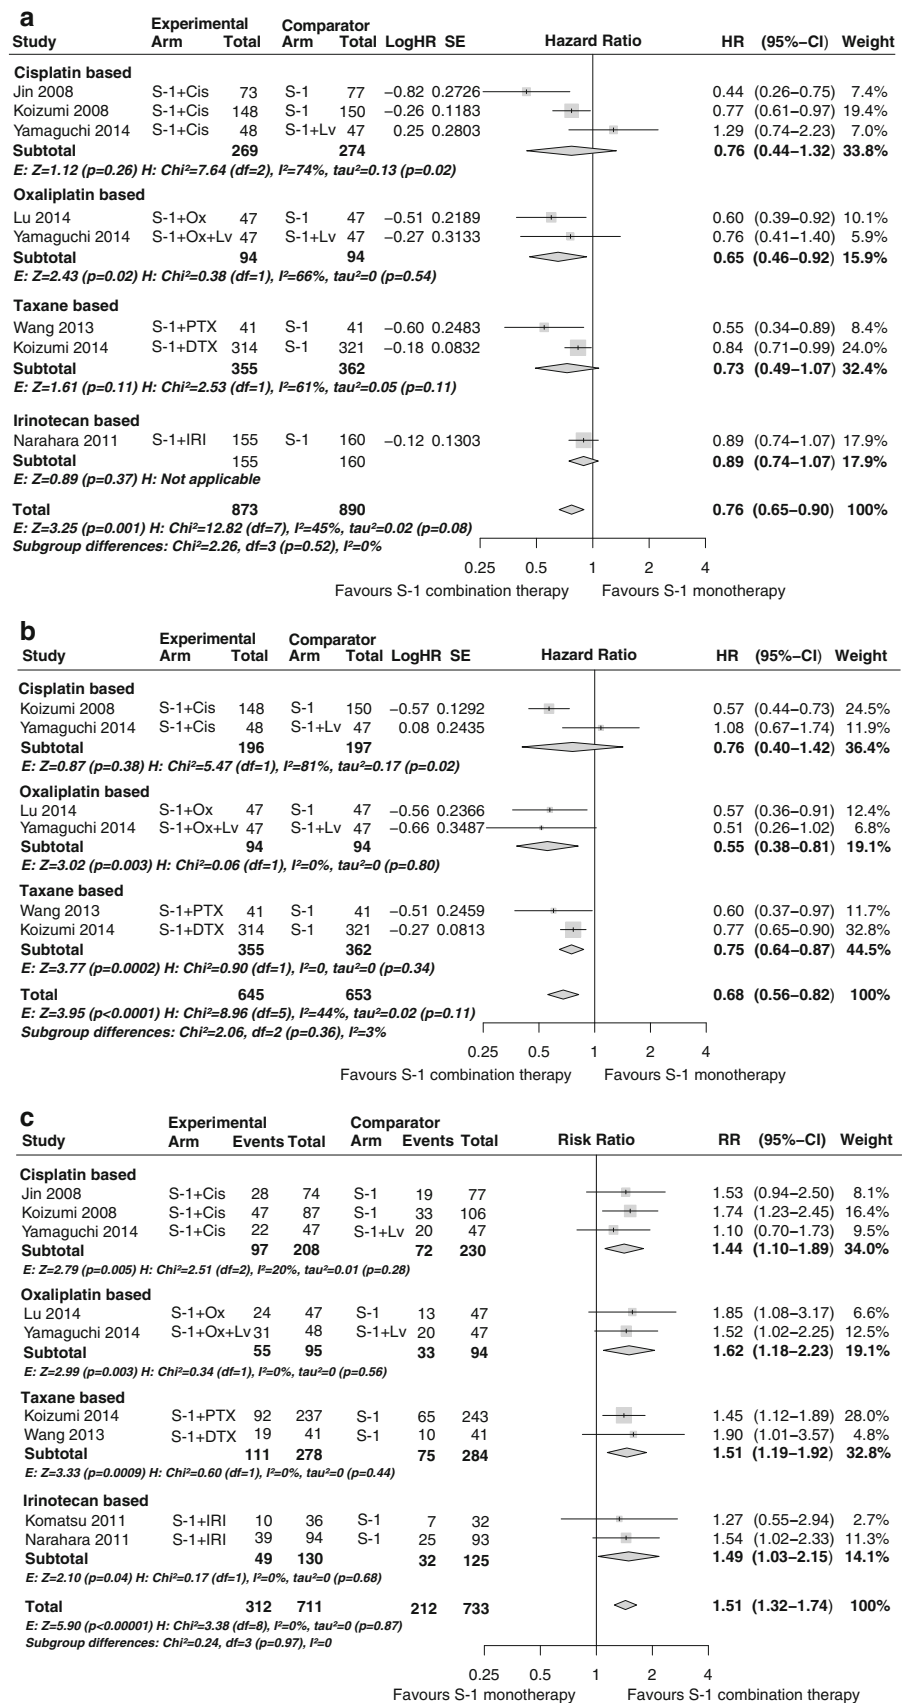 a
Experimental Comparator
Study Arm Total Arm Total LogHR SE Hazard Ratio HR (95%−CI) Weight
Cisplatin based
Jin 2008 S-1+Cis 73 S-1 77 −0.82 0.2726 0.44 (0.26−0.75) 7.4%
Koizumi 2008 S-1+Cis 148 S-1 150 −0.26 0.1183 0.77 (0.61−0.97) 19.4%
Yamaguchi 2014 S-1+Cis 48 S-1+Lv 47 0.25 0.2803 1.29 (0.74−2.23) 7.0%
Subtotal 269 274 0.76 (0.44−1.32) 33.8%
E: Z=1.12 (p=0.26) H: Chi²=7.64 (df=2), I²=74%, tau²=0.13 (p=0.02)
Oxaliplatin based
Lu 2014 S-1+Ox 47 S-1 47 −0.51 0.2189 0.60 (0.39−0.92) 10.1%
Yamaguchi 2014 S-1+Ox+Lv 47 S-1+Lv 47 −0.27 0.3133 0.76 (0.41−1.40) 5.9%
Subtotal 94 94 0.65 (0.46−0.92) 15.9%
E: Z=2.43 (p=0.02) H: Chi²=0.38 (df=1), I²=66%, tau²=0 (p=0.54)
Taxane based
Wang 2013 S-1+PTX 41 S-1 41 −0.60 0.2483 0.55 (0.34−0.89) 8.4%
Koizumi 2014 S-1+DTX 314 S-1 321 −0.18 0.0832 0.84 (0.71−0.99) 24.0%
Subtotal 355 362 0.73 (0.49−1.07) 32.4%
E: Z=1.61 (p=0.11) H: Chi²=2.53 (df=1), I²=61%, tau²=0.05 (p=0.11)
Irinotecan based
Narahara 2011 S-1+IRI 155 S-1 160 −0.12 0.1303 0.89 (0.74−1.07) 17.9%
Subtotal 155 160 0.89 (0.74−1.07) 17.9%
E: Z=0.89 (p=0.37) H: Not applicable
Total 873 890 0.76 (0.65−0.90) 100%
E: Z=3.25 (p=0.001) H: Chi²=12.82 (df=7), I²=45%, tau²=0.02 (p=0.08)
Subgroup differences: Chi²=2.26, df=3 (p=0.52), I²=0%
0.25 0.5 1 2 4
Favours S-1 combination therapy Favours S-1 monotherapy
b
Experimental Comparator
Study Arm Total Arm Total LogHR SE Hazard Ratio HR (95%−CI) Weight
Cisplatin based
Koizumi 2008 S-1+Cis 148 S-1 150 −0.57 0.1292 0.57 (0.44−0.73) 24.5%
Yamaguchi 2014 S-1+Cis 48 S-1+Lv 47 0.08 0.2435 1.08 (0.67−1.74) 11.9%
Subtotal 196 197 0.76 (0.40−1.42) 36.4%
E: Z=0.87 (p=0.38) H: Chi²=5.47 (df=1), I²=81%, tau²=0.17 (p=0.02)
Oxaliplatin based
Lu 2014 S-1+Ox 47 S-1 47 −0.56 0.2366 0.57 (0.36−0.91) 12.4%
Yamaguchi 2014 S-1+Ox+Lv 47 S-1+Lv 47 −0.66 0.3487 0.51 (0.26−1.02) 6.8%
Subtotal 94 94 0.55 (0.38−0.81) 19.1%
E: Z=3.02 (p=0.003) H: Chi²=0.06 (df=1), I²=0%, tau²=0 (p=0.80)
Taxane based
Wang 2013 S-1+PTX 41 S-1 41 −0.51 0.2459 0.60 (0.37−0.97) 11.7%
Koizumi 2014 S-1+DTX 314 S-1 321 −0.27 0.0813 0.77 (0.65−0.90) 32.8%
Subtotal 355 362 0.75 (0.64−0.87) 44.5%
E: Z=3.77 (p=0.0002) H: Chi²=0.90 (df=1), I²=0, tau²=0 (p=0.34)
Total 645 653 0.68 (0.56−0.82) 100%
E: Z=3.95 (p<0.0001) H: Chi²=8.96 (df=5), I²=44%, tau²=0.02 (p=0.11)
Subgroup differences: Chi²=2.06, df=2 (p=0.36), I²=3%
0.25 0.5 1 2 4
Favours S-1 combination therapy Favours S-1 monotherapy
c
Experimental Comparator
Study Arm Events Total Arm Events Total Risk Ratio RR (95%−CI) Weight
Cisplatin based
Jin 2008 S-1+Cis 28 74 S-1 19 77 1.53 (0.94−2.50) 8.1%
Koizumi 2008 S-1+Cis 47 87 S-1 33 106 1.74 (1.23−2.45) 16.4%
Yamaguchi 2014 S-1+Cis 22 47 S-1+Lv 20 47 1.10 (0.70−1.73) 9.5%
Subtotal 97 208 72 230 1.44 (1.10−1.89) 34.0%
E: Z=2.79 (p=0.005) H: Chi²=2.51 (df=2), I²=20%, tau²=0.01 (p=0.28)
Oxaliplatin based
Lu 2014 S-1+Ox 24 47 S-1 13 47 1.85 (1.08−3.17) 6.6%
Yamaguchi 2014 S-1+Ox+Lv 31 48 S-1+Lv 20 47 1.52 (1.02−2.25) 12.5%
Subtotal 55 95 33 94 1.62 (1.18−2.23) 19.1%
E: Z=2.99 (p=0.003) H: Chi²=0.34 (df=1), I²=0%, tau²=0 (p=0.56)
Taxane based
Koizumi 2014 S-1+PTX 92 237 S-1 65 243 1.45 (1.12−1.89) 28.0%
Wang 2013 S-1+DTX 19 41 S-1 10 41 1.90 (1.01−3.57) 4.8%
Subtotal 111 278 75 284 1.51 (1.19−1.92) 32.8%
E: Z=3.33 (p=0.0009) H: Chi²=0.60 (df=1), I²=0%, tau²=0 (p=0.44)
Irinotecan based
Komatsu 2011 S-1+IRI 10 36 S-1 7 32 1.27 (0.55−2.94) 2.7%
Narahara 2011 S-1+IRI 39 94 S-1 25 93 1.54 (1.02−2.33) 11.3%
Subtotal 49 130 32 125 1.49 (1.03−2.15) 14.1%
E: Z=2.10 (p=0.04) H: Chi²=0.17 (df=1), I²=0%, tau²=0 (p=0.68)
Total 312 711 212 733 1.51 (1.32−1.74) 100%
E: Z=5.90 (p<0.00001) H: Chi²=3.38 (df=8), I²=0%, tau²=0 (p=0.87)
Subgroup differences: Chi²=0.24, df=3 (p=0.97), I²=0
0.25 0.5 1 2 4
Favours S-1 monotherapy Favours S-1 combination therapy